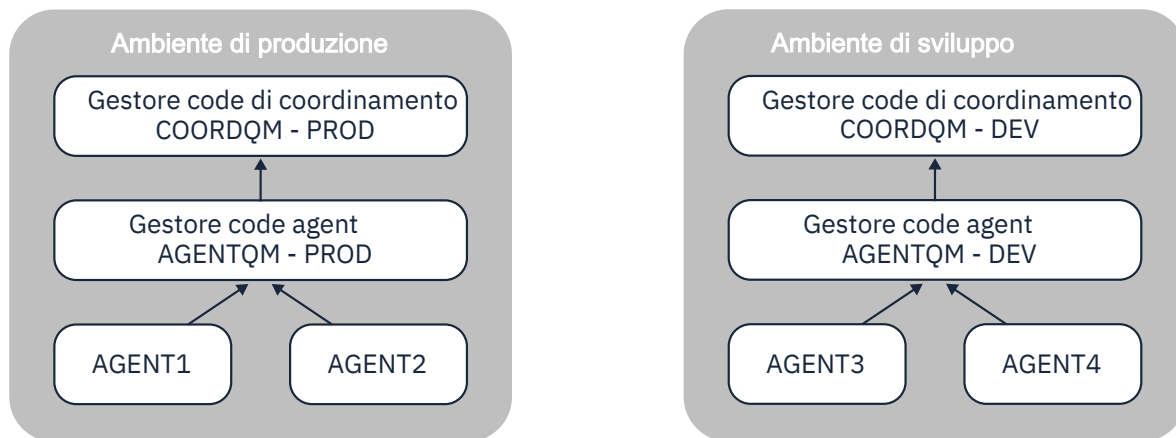 Ambiente di produzione
Gestore code di coordinamento
COORDQM - PROD
Gestore code agent
AGENTQM - PROD
AGENT1
AGENT2
Ambiente di sviluppo
Gestore code di coordinamento
COORDQM - DEV
Gestore code agent
AGENTQM - DEV
AGENT3
AGENT4